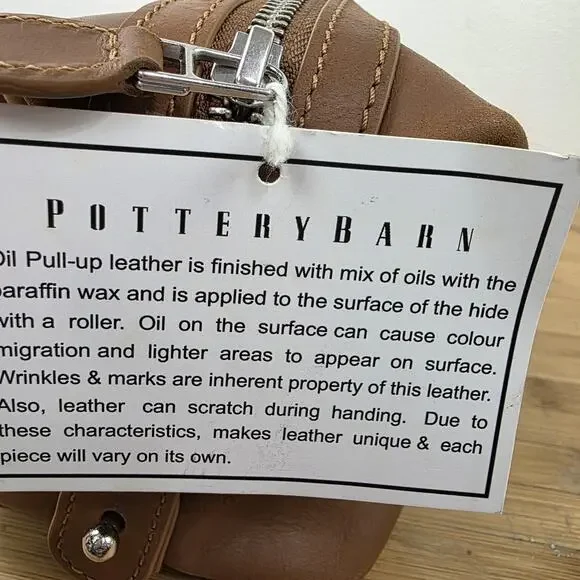 POTTERYBARN
Oil Pull-up leather is finished with mix of oils with the
paraffin wax and is applied to the surface of the hide
with a roller. Oil on the surface can cause colour
migration and lighter areas to appear on surface.
Wrinkles & marks are inherent property of this leather.
Also, leather can scratch during handing. Due to
these characteristics, makes leather unique & each
piece will vary on its own.